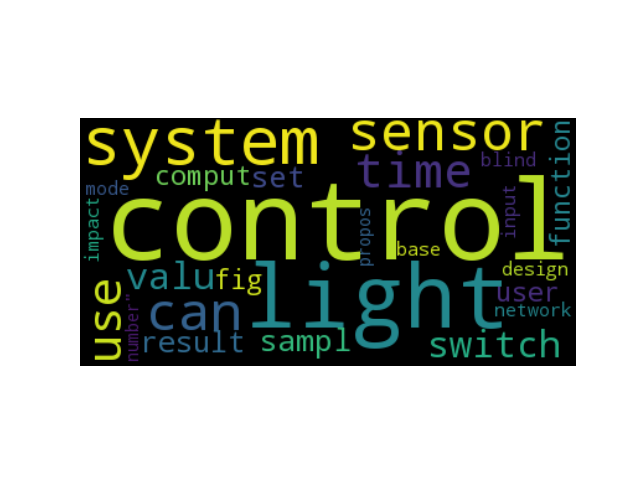 system
sensor
function
time
blind
comput
set
mode
control
impact
input
propos
base
light
valu
fig
design
use
can
user
number"
network
result
sampl
switch